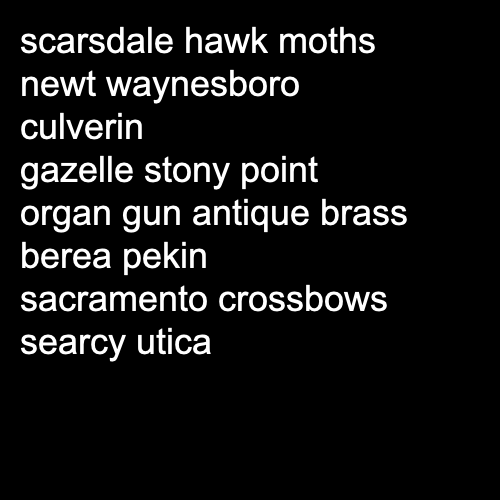 scarsdale hawk moths
newt waynesboro
culverin
gazelle stony point
organ gun antique brass
berea pekin
sacramento crossbows
searcy utica